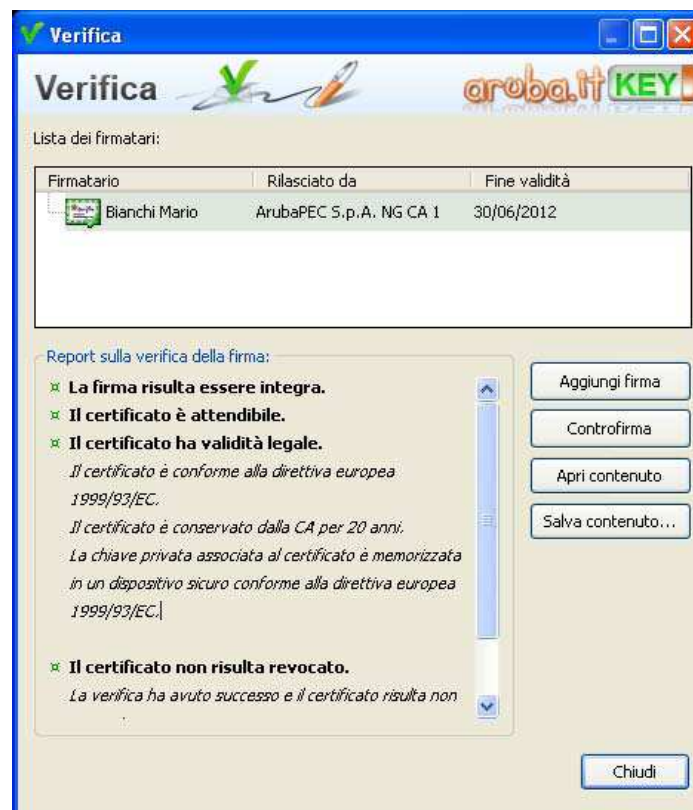 Verifica
Verifica
aruba.it KEY
Lista dei firmatari:
Firmatario Rilasciato da Fine validità
Bianchi Mario ArubaPEC S.p.A. NG CA 1 30/06/2012
Report sulla verifica della firma:
La firma risulta essere integra.
Il certificato è attendibile.
Il certificato ha validità legale.
Il certificato è conforme alla direttiva europea
1999/93/EC.
Il certificato è conservato dalla CA per 20 anni.
La chiave privata associata al certificato è memorizzata
in un dispositivo sicuro conforme alla direttiva europea
1999/93/EC.
Il certificato non risulta revocato.
La verifica ha avuto successo e il certificato risulta non
Aggiungi firma
Controfirma
Apri contenuto
Salva contenuto...
Chiudi